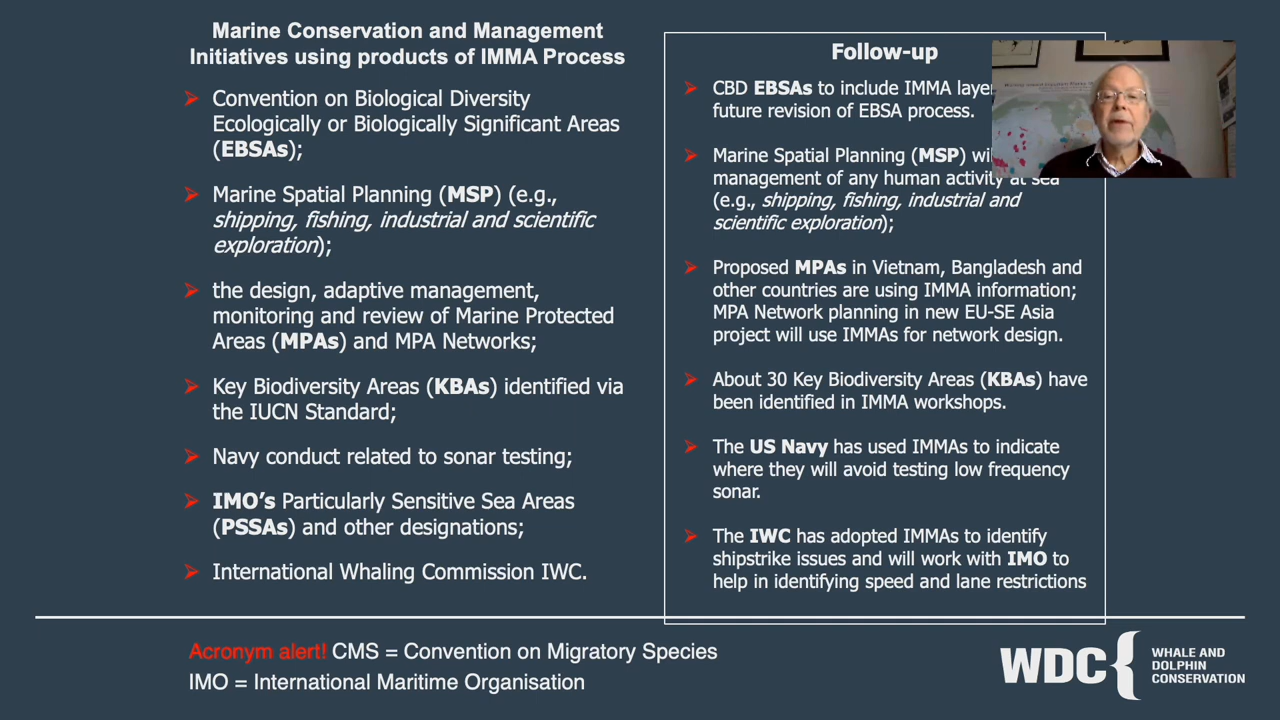 Marine Conservation and Management
Initiatives using products of IMMA Process
Convention on Biological Diversity
Ecologically or Biologically Significant Areas
(EBSAs);
Marine Spatial Planning (MSP) (e.g.,
shipping, fishing, industrial and scientific
exploration);
the design, adaptive management,
monitoring and review of Marine Protected
Areas (MPAs) and MPA Networks;
Key Biodiversity Areas (KBAs) identified via
the IUCN Standard;
Navy conduct related to sonar testing;
IMO's Particularly Sensitive Sea Areas
(PSSAs) and other designations;
International Whaling Commission IWC.
Follow-up
CBD EBSAs to include IMMA layer
future revision of EBSA process.
Marine Spatial Planning (MSP)
management of any human activity at sea
(e.g., shipping, fishing, industrial and
scientific exploration);
Proposed MPAs in Vietnam, Bangladesh and
other countries are using IMMA information;
MPA Network planning in new EU-SE Asia
project will use IMMAs for network design.
About 30 Key Biodiversity Areas (KBAs) have
been identified in IMMA workshops.
The US Navy has used IMMAs to indicate
where they will avoid testing low frequency
sonar.
The IWC has adopted IMMAs to identify
shipstrike issues and will work with IMO to
help in identifying speed and lane restrictions
Acronym alert! CMS = Convention on Migratory Species
IMO = International Maritime Organisation
WDC
WHALE AND
DOLPHIN
CONSERVATION